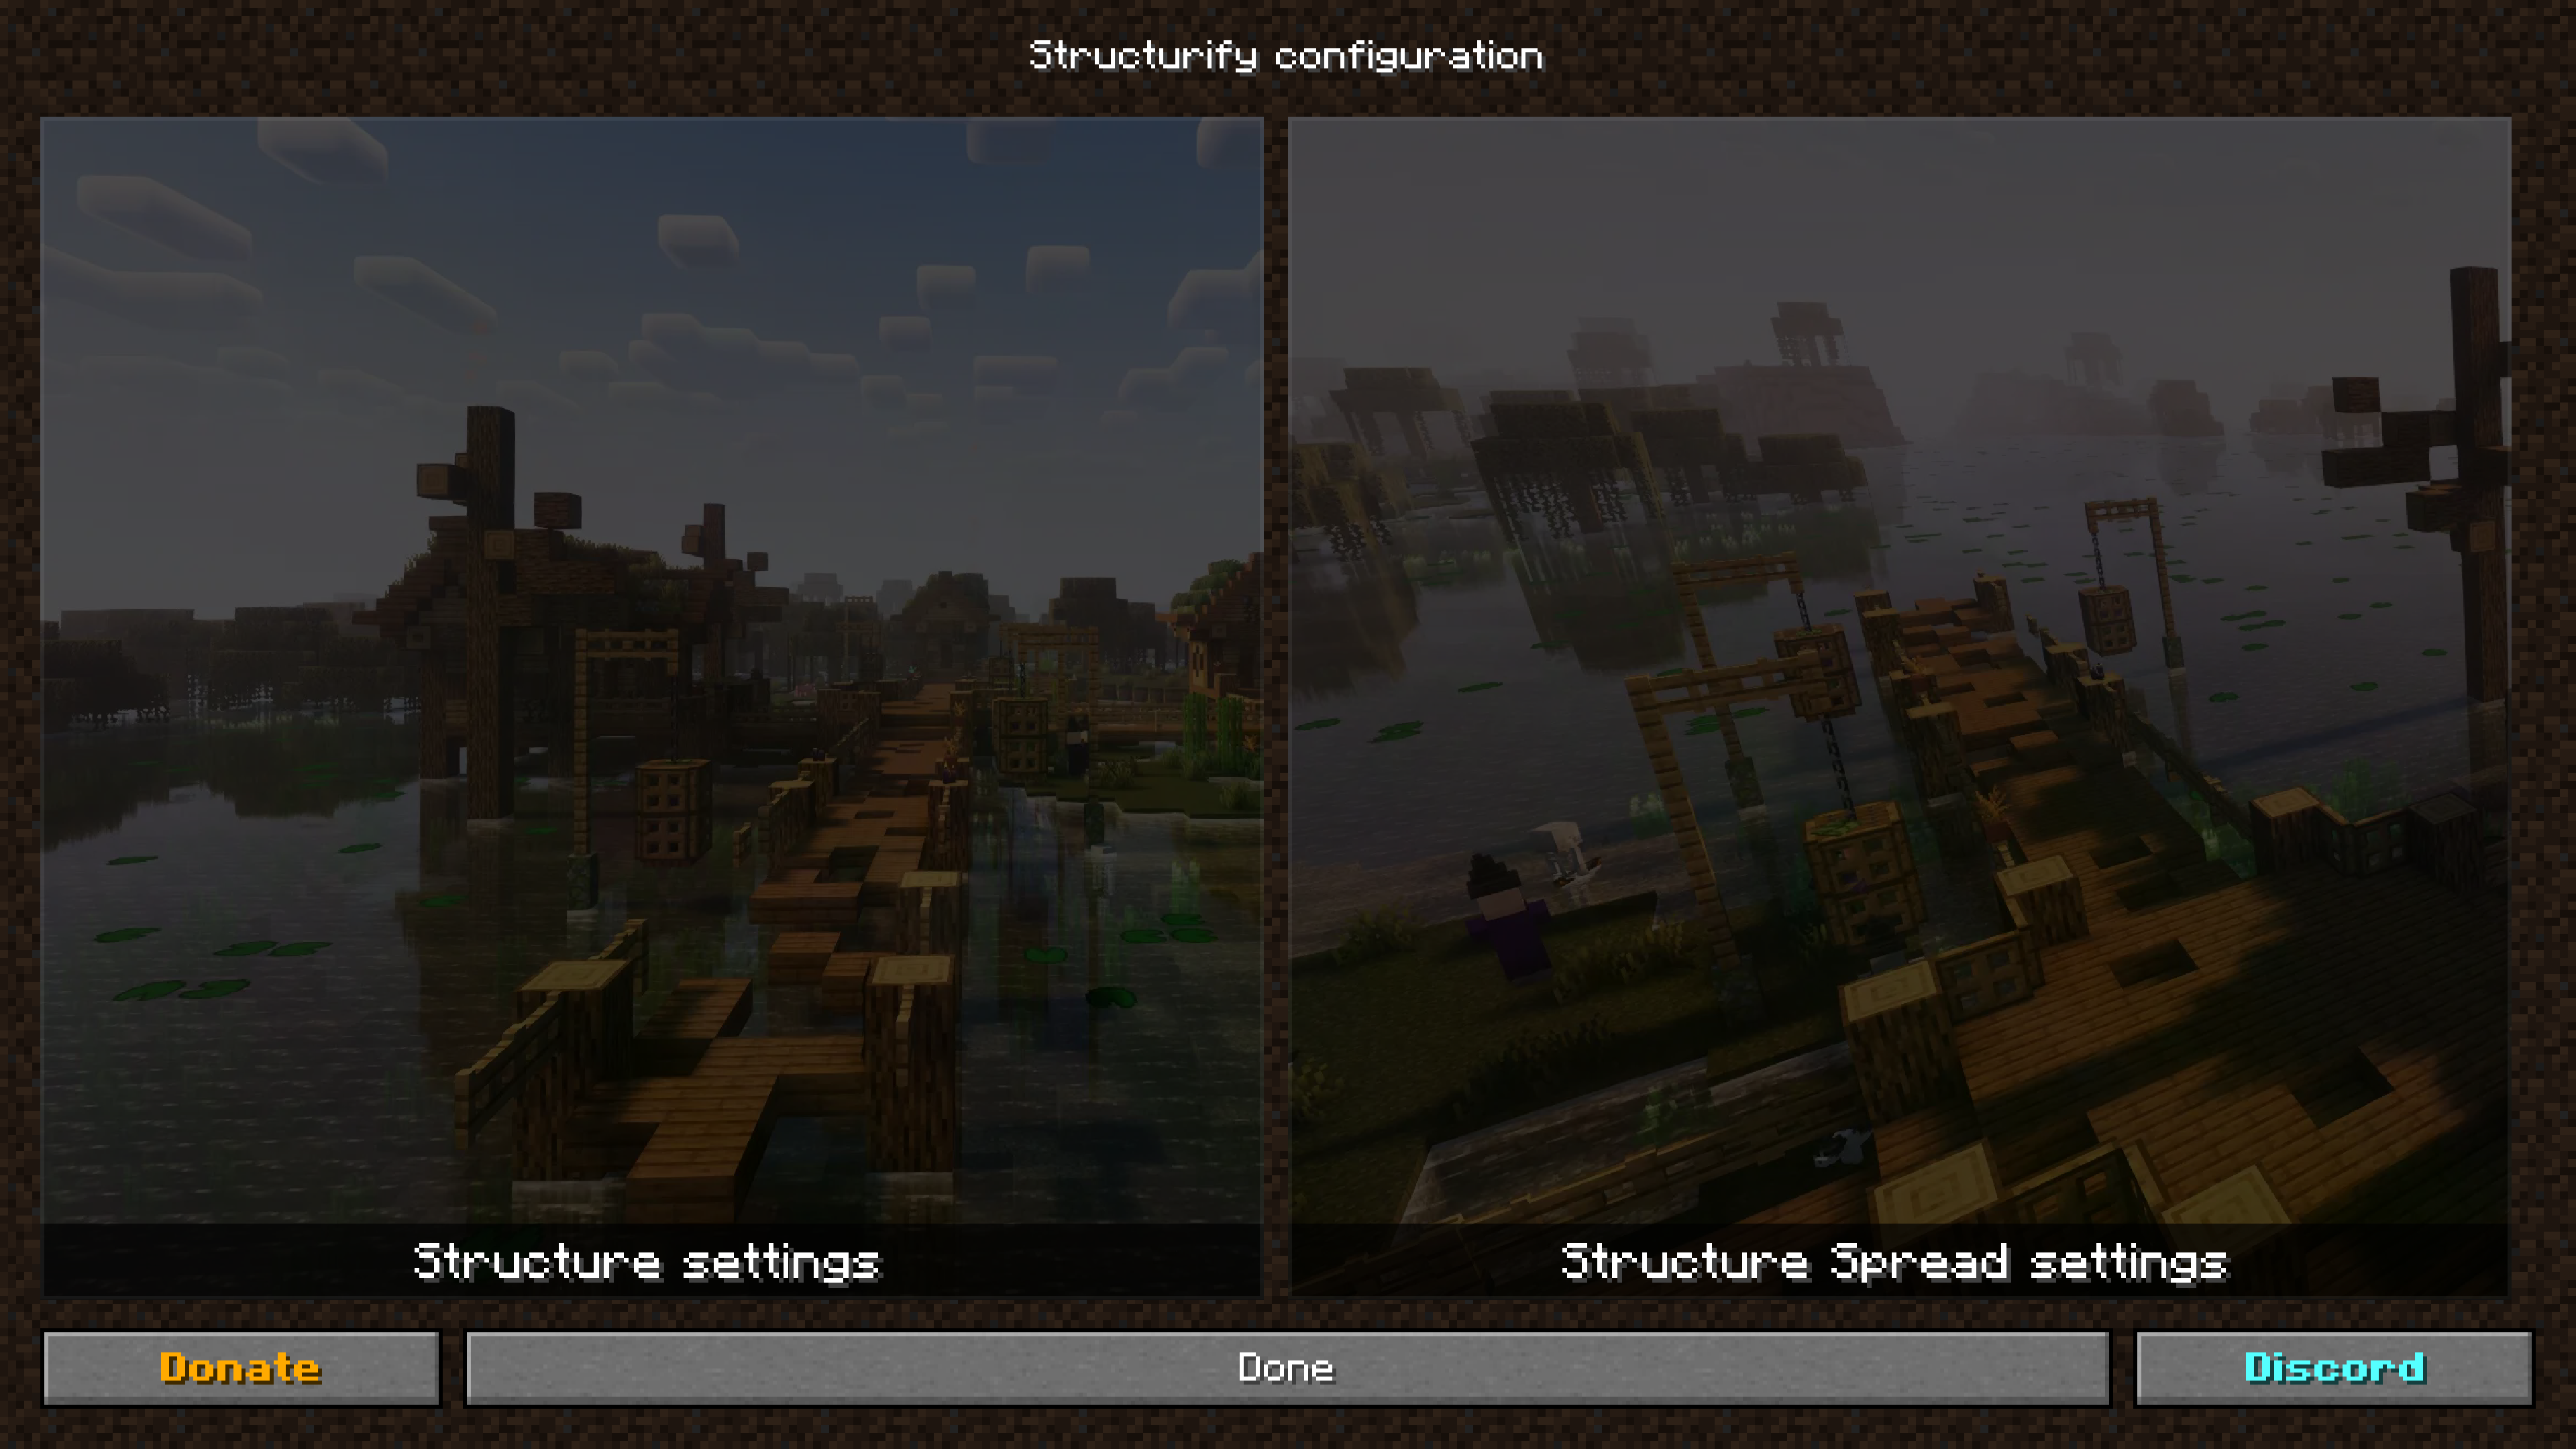 Structurify configuration
Structure settings
Structure Spread settings
Donate
Done
Discord